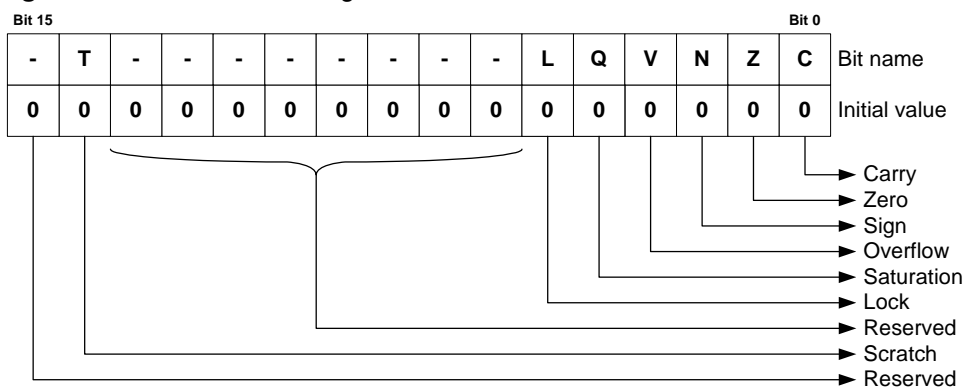 Bit 15 Bit 0
- T - - - - - - - - L Q V N Z C Bit name
0 0 0 0 0 0 0 0 0 0 0 0 0 0 0 0 Initial value
Carry
Zero
Sign
Overflow
Saturation
Lock
Reserved
Scratch
Reserved